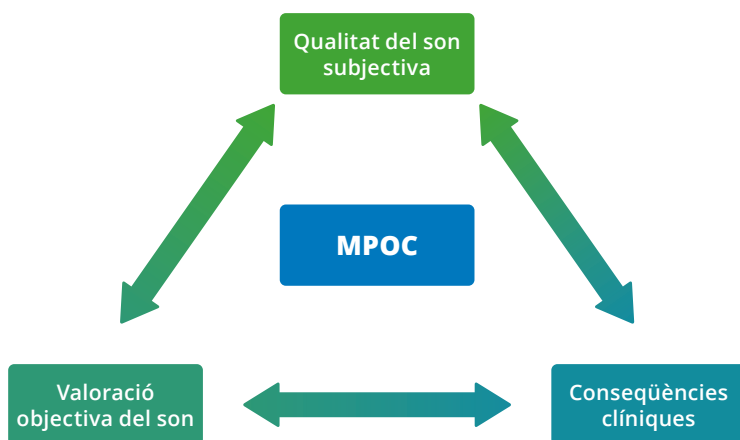 Qualitat del son
subjectiva
MPOC
Valoració
objectiva del son
Conseqüències
clíniques